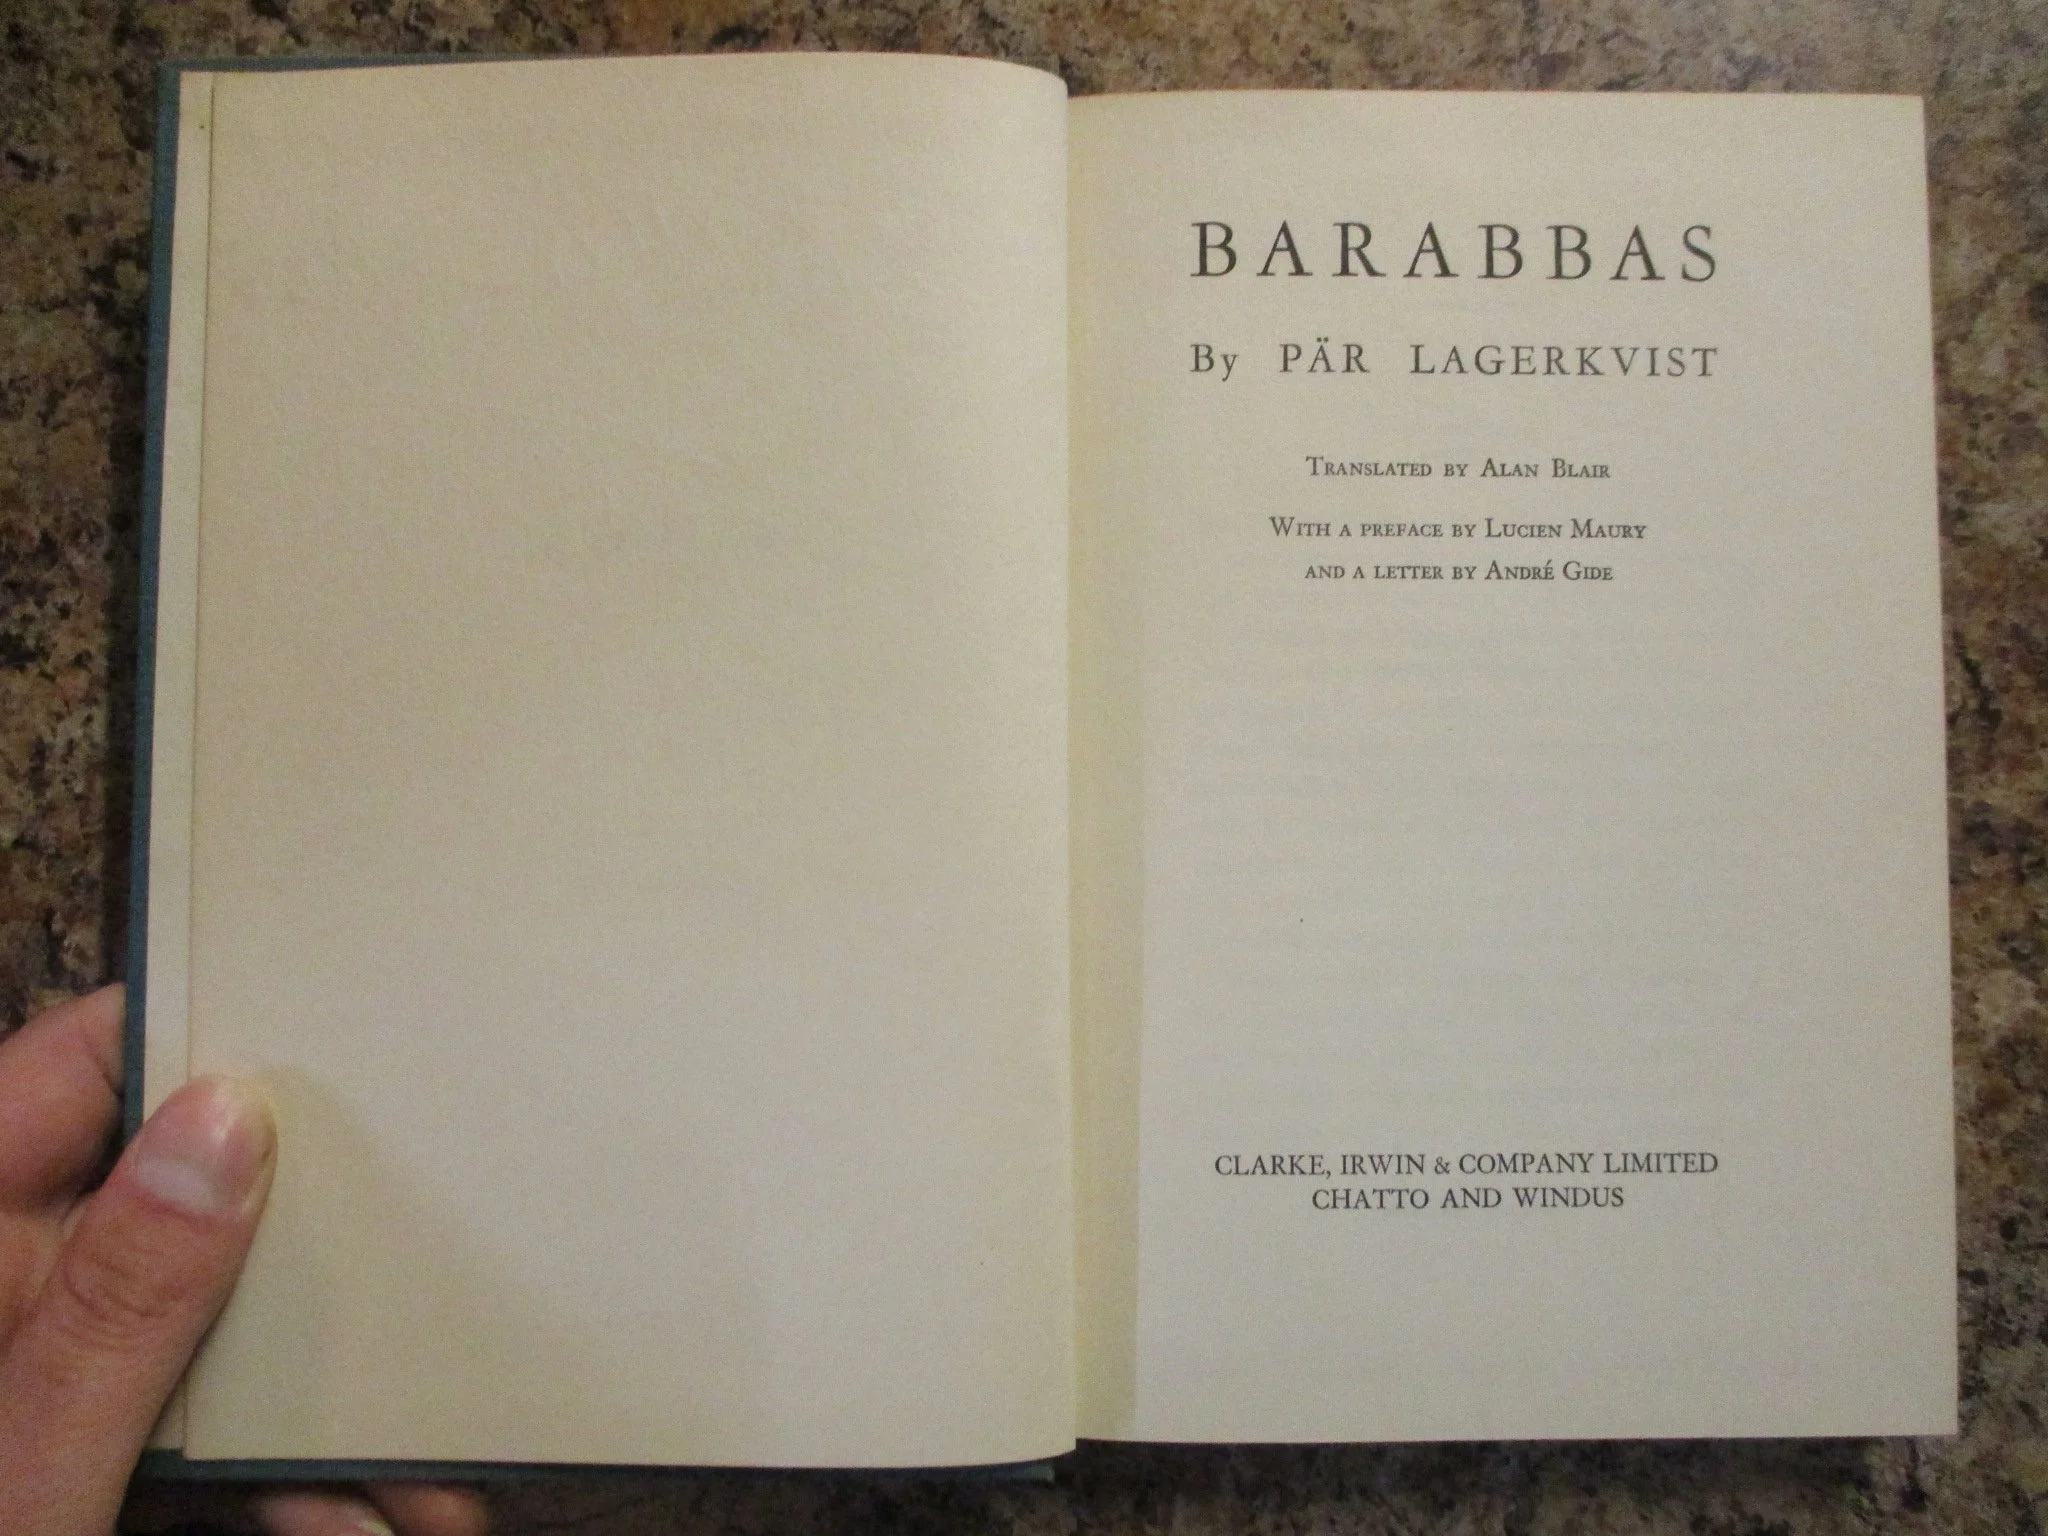 BARABBAS
By PÄR LAGERKVIST
Translated by Alan Blair
With a preface by Lucien Maury
and a letter by André Gide
CLARKE, IRWIN & COMPANY LIMITED
CHATTO AND WINDUS